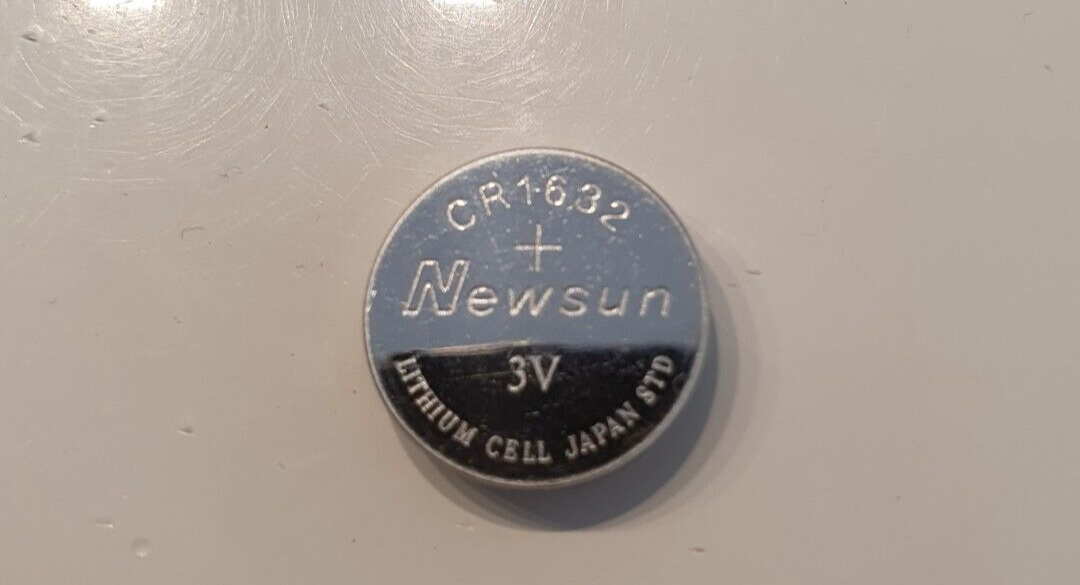 CR1632
+
Newsun
3V
LITHIUM CELL JAPAN STD